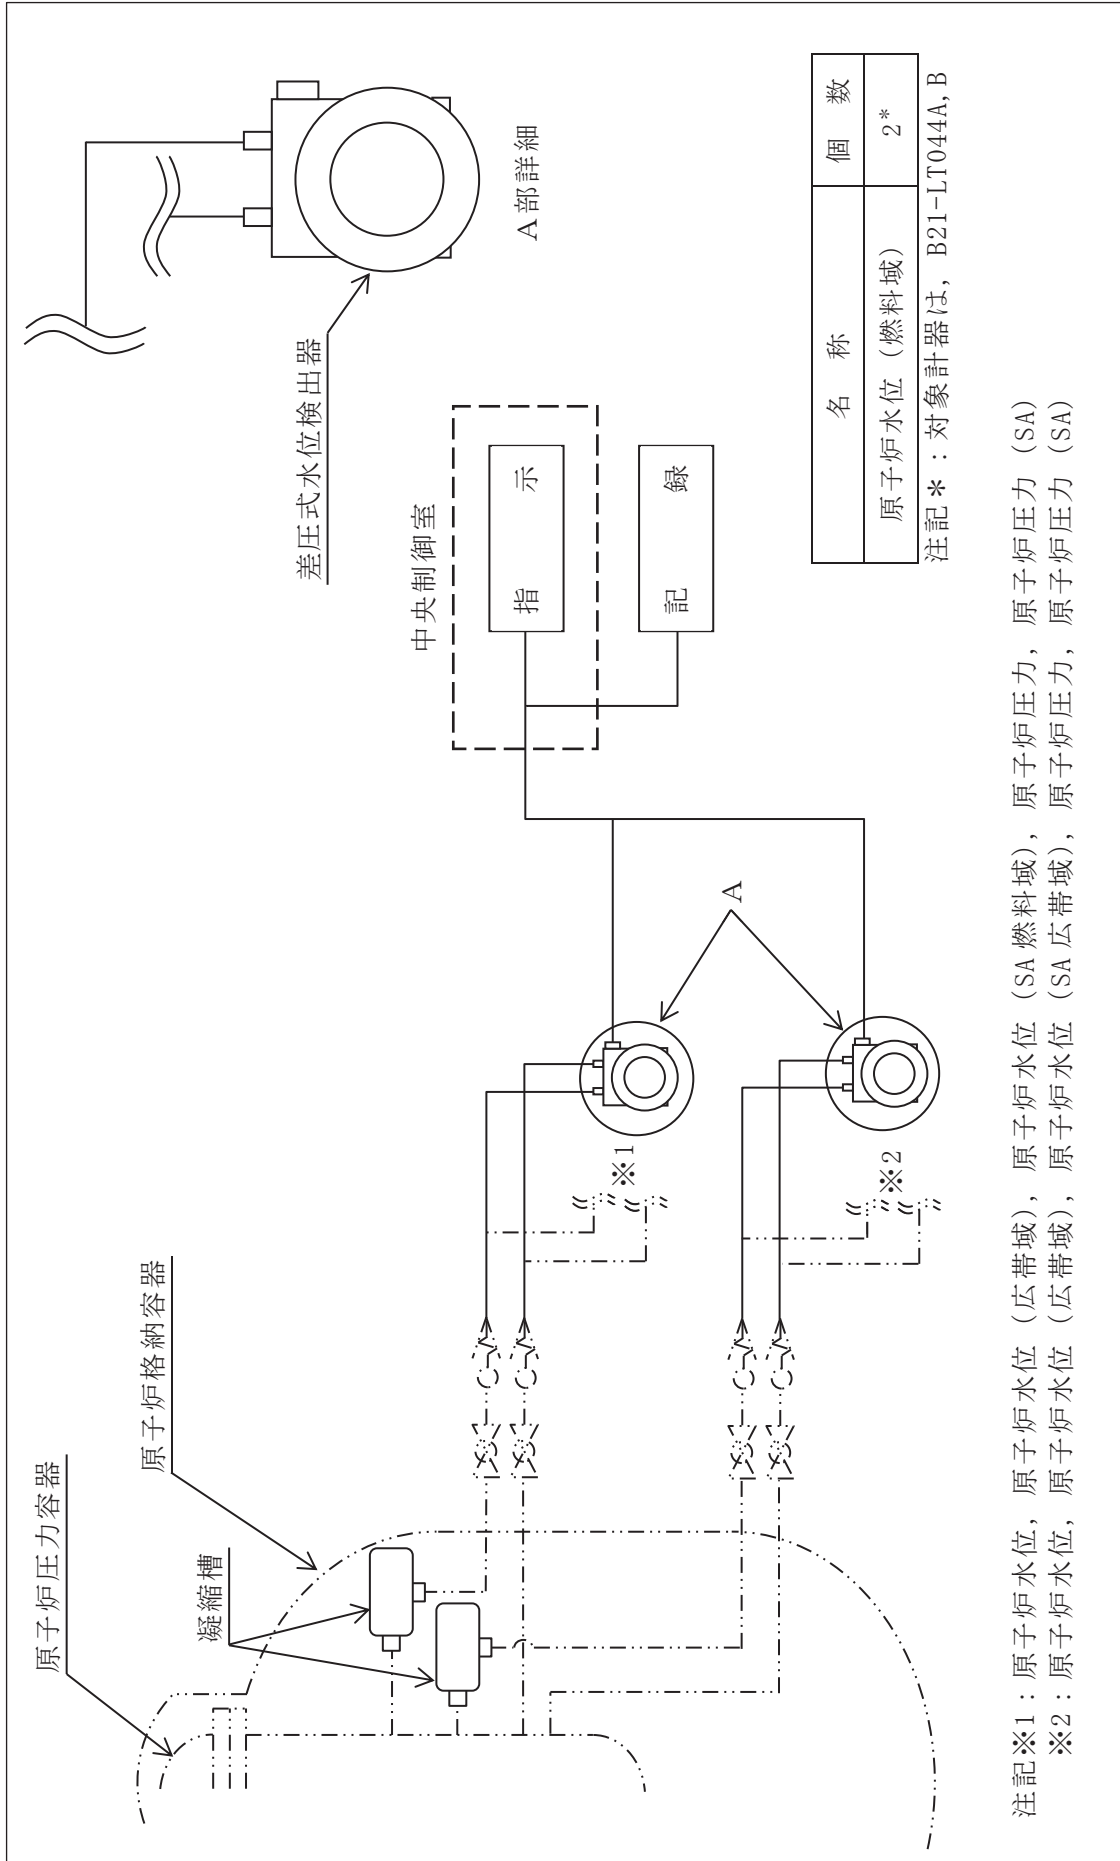 原子炉圧力容器
原子炉格納容器
凝縮槽
※1
※2
A
中央制御室
指　示
記　録
差圧式水位検出器
A部詳細
名　称　個　数
原子炉水位（燃料域）　2*
注記＊：対象計器は，B21-LT044A,B
注記※1：原子炉水位，原子炉水位（広帯域），原子炉水位（SA 燃料域），原子炉圧力，原子炉圧力（SA）
※2：原子炉水位，原子炉水位（広帯域），原子炉水位（SA 広帯域），原子炉圧力，原子炉圧力（SA）